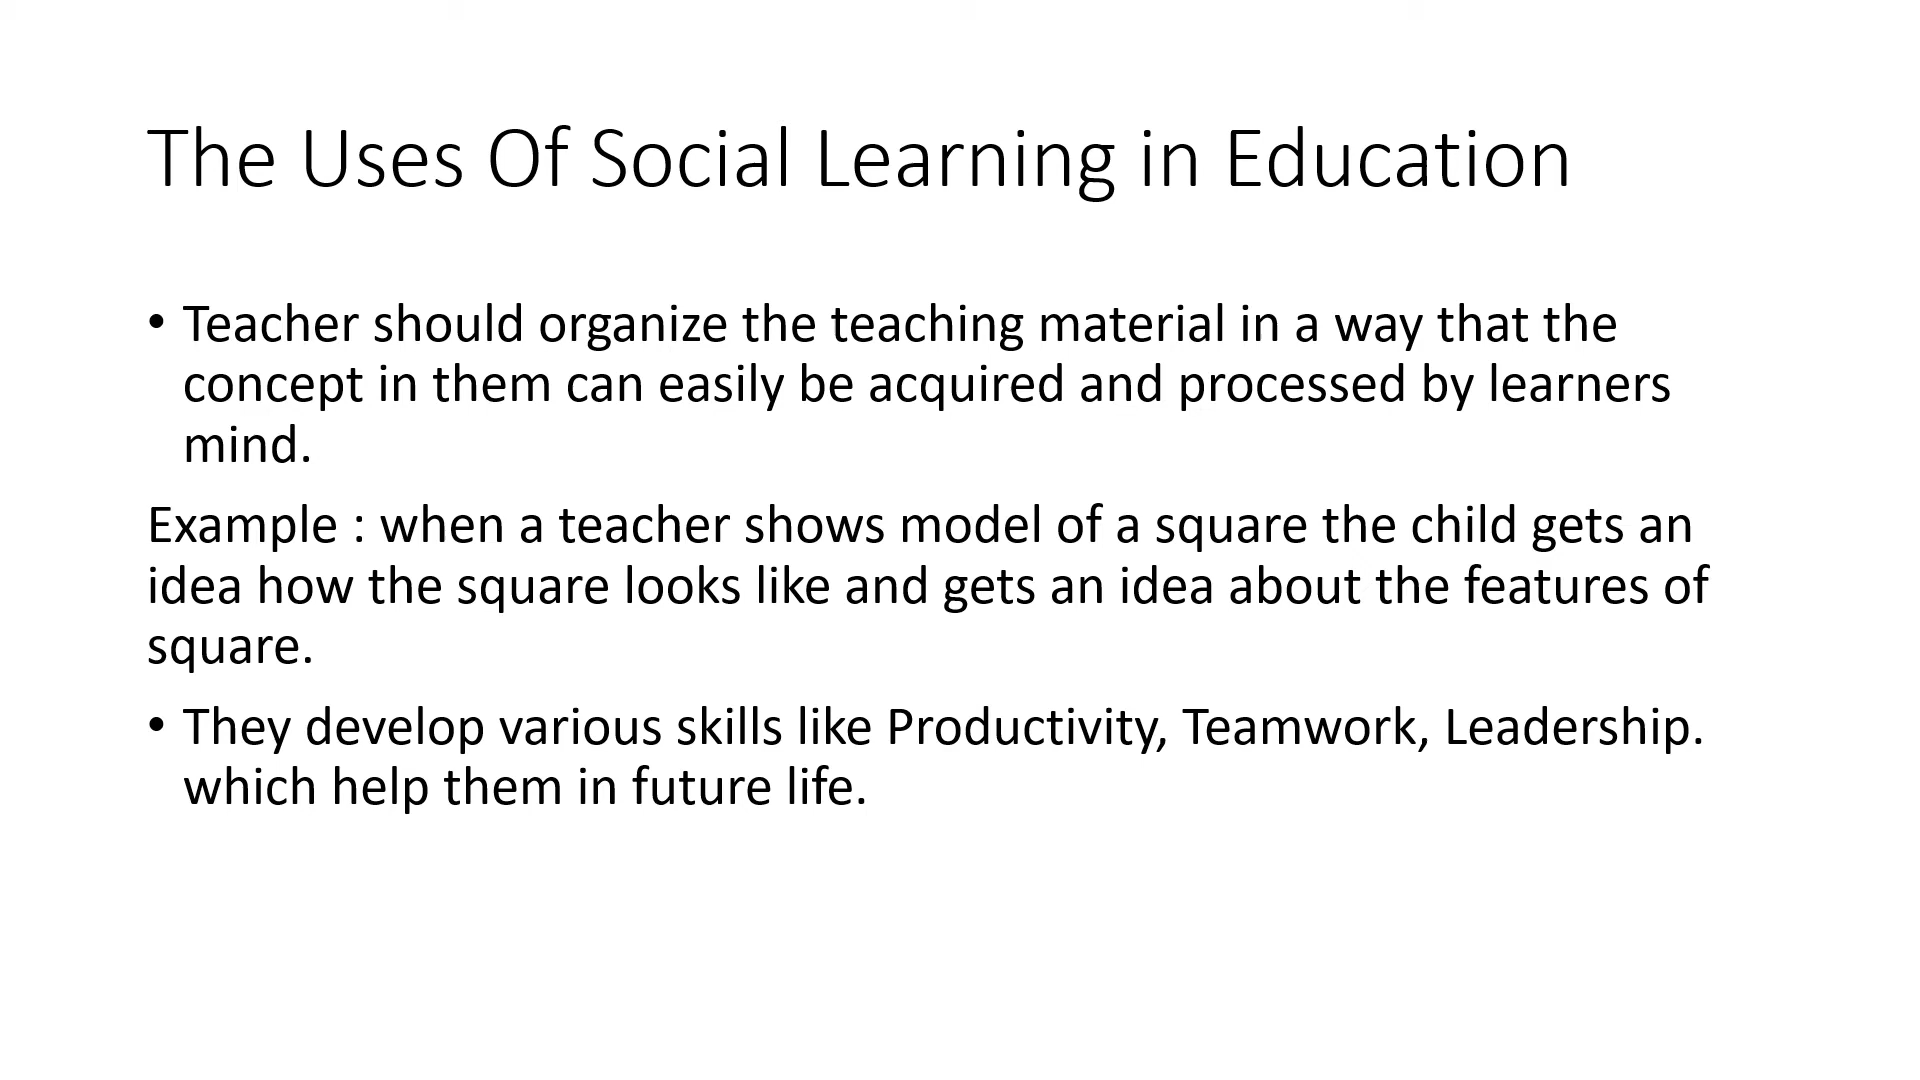 The Uses Of Social Learning in Education
• Teacher should organize the teaching material in a way that the
concept in them can easily be acquired and processed by learners
mind.
Example : when a teacher shows model of a square the child gets an
idea how the square looks like and gets an idea about the features of
square.
• They develop various skills like Productivity, Teamwork, Leadership.
which help them in future life.